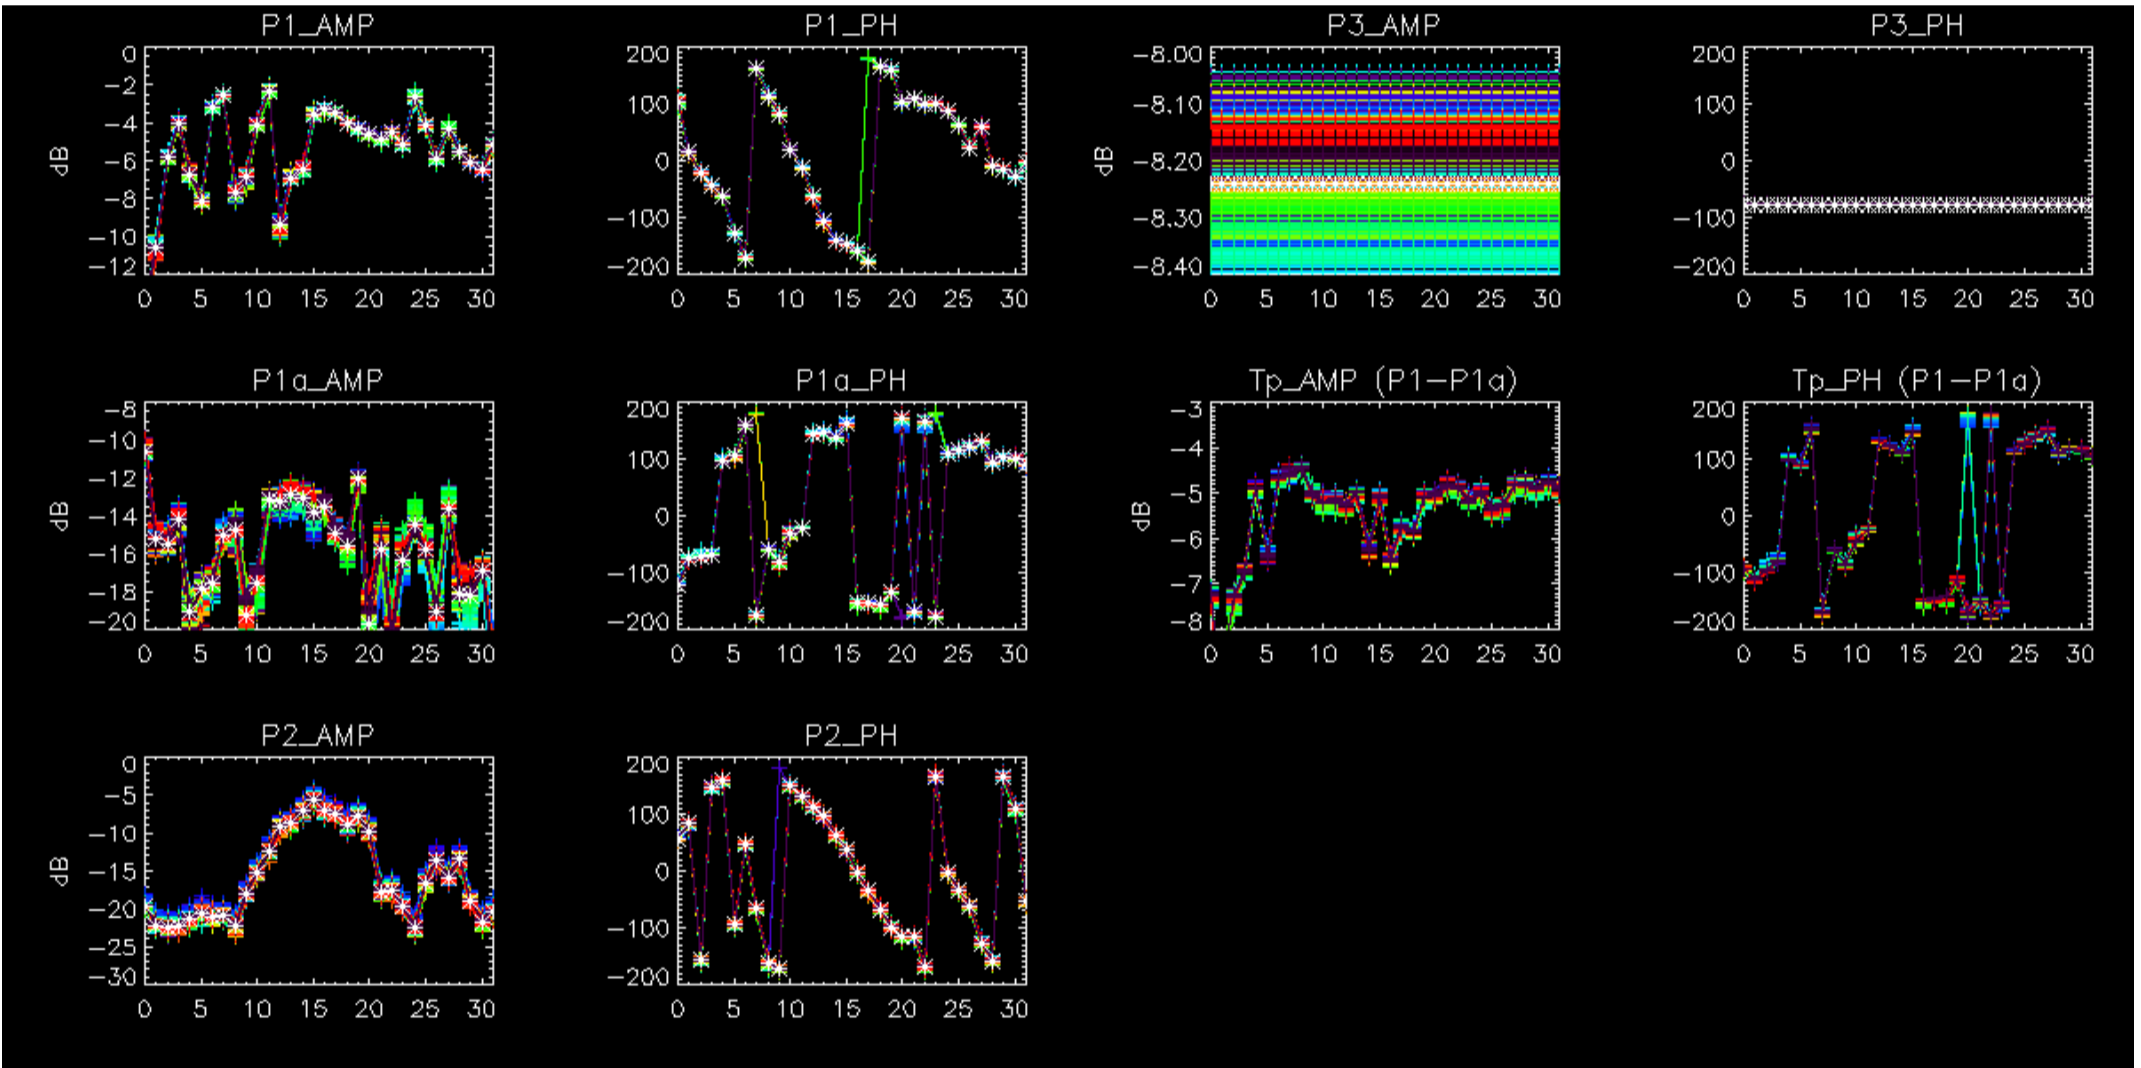 P1_AMP P1_PH P3_AMP P3_PH
0 200 -8.00 200
-2
-4 100 -8.10 100
dB -6 0 dB -8.20 0
-8
-10 -100 -8.30 -100
-12 -200 -8.40 -200
0 5 10 15 20 25 30 0 5 10 15 20 25 30 0 5 10 15 20 25 30 0 5 10 15 20 25 30
P1a_AMP P1a_PH Tp_AMP (P1-P1a) Tp_PH (P1-P1a)
-8 200 -3 200
-10 100 -4 100
-12
dB -14 0 dB -5 0
-16 -100 -6 -100
-18 -7
-20 -200 -8 -200
0 5 10 15 20 25 30 0 5 10 15 20 25 30 0 5 10 15 20 25 30 0 5 10 15 20 25 30
P2_AMP P2_PH
0 200
-5 100
-10
dB -15 0
-20 -100
-25
-30 -200
0 5 10 15 20 25 30 0 5 10 15 20 25 30